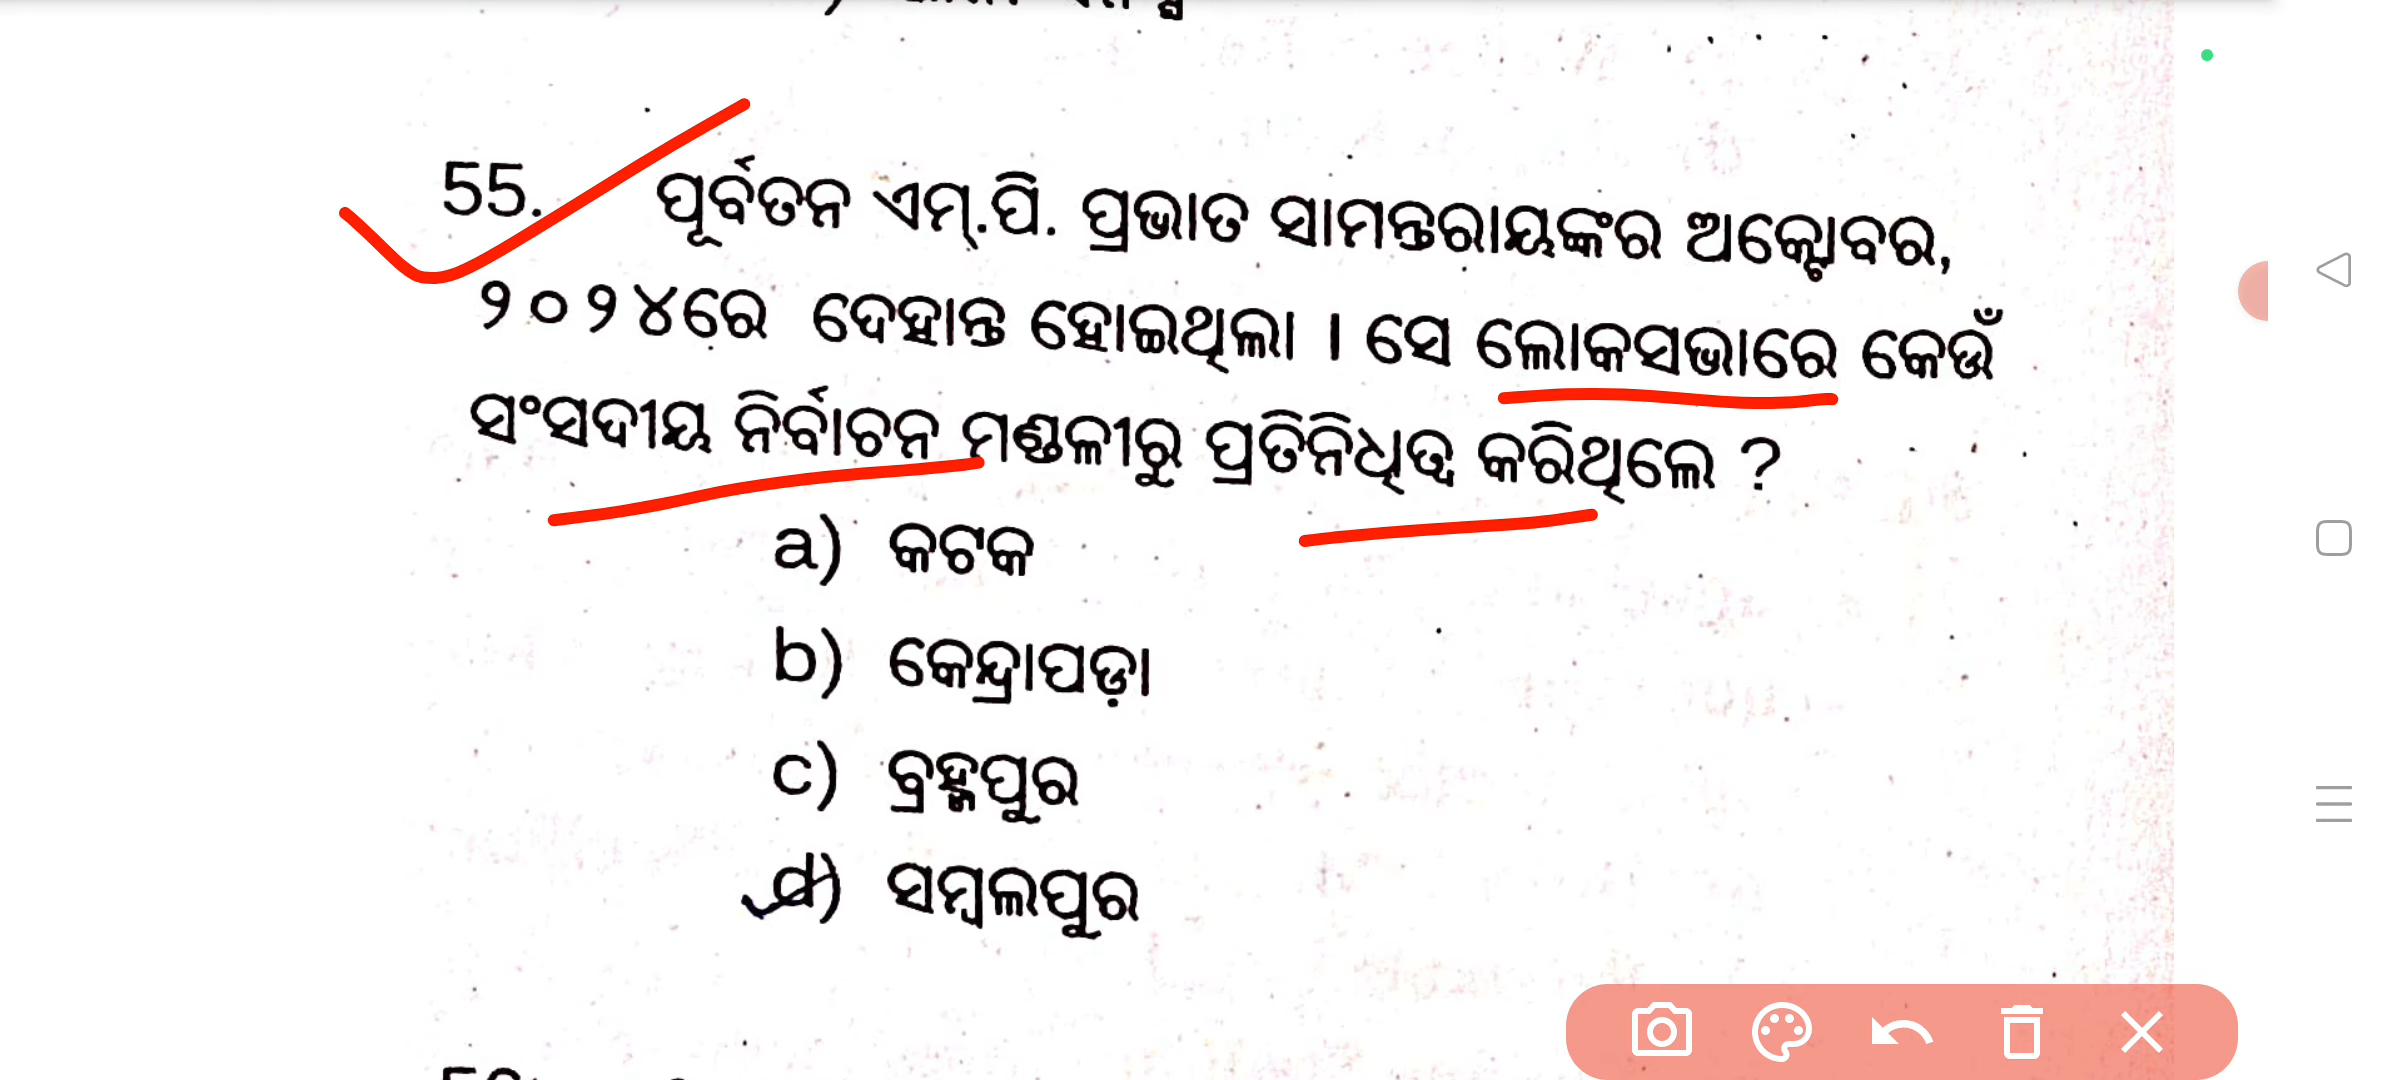 55. ପୂର୍ବତନ ଏମ୍.ପି. ପ୍ରଭାତ ସାମନ୍ତରାୟଙ୍କର ଅକ୍ଟୋବର,
୨୦୨୪ରେ ଦେହାନ୍ତ ହୋଇଥିଲା । ସେ ଲୋକସଭାରେ କେଉଁ
ସଂସଦୀୟ ନିର୍ବାଚନ ମଣ୍ଡଳୀରୁ ପ୍ରତିନିଧିତ୍ୱ କରିଥିଲେ ?
a) କଟକ
b) କେନ୍ଦ୍ରାପଡ଼ା
c) ବ୍ରହ୍ମପୁର
d) ସମ୍ବଲପୁର